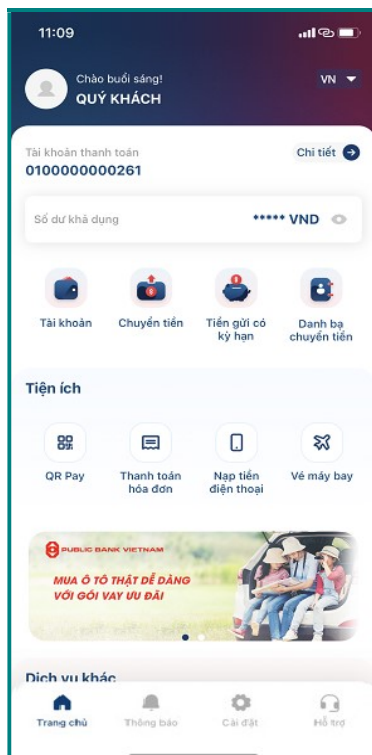 11:09
Chào buổi sáng!
VN
QUÝ KHÁCH
Tài khoản thanh toán
Chi tiết
0100000000261
Số dư khả dụng
***** VND
Tài khoản
Chuyển tiền
Tiền gửi có
kỳ hạn
Danh bạ
chuyển tiền
Tiện ích
QR Pay
Thanh toán
hóa đơn
Nạp tiền
điện thoại
Vé máy bay
PUBLIC BANK VIETNAM
MUA Ô TÔ THẬT DỄ DÀNG
VỚI GÓI VAY ƯU ĐÃI
Dịch vụ khác
Trang chủ
Thông báo
Cài đặt
Hỗ trợ